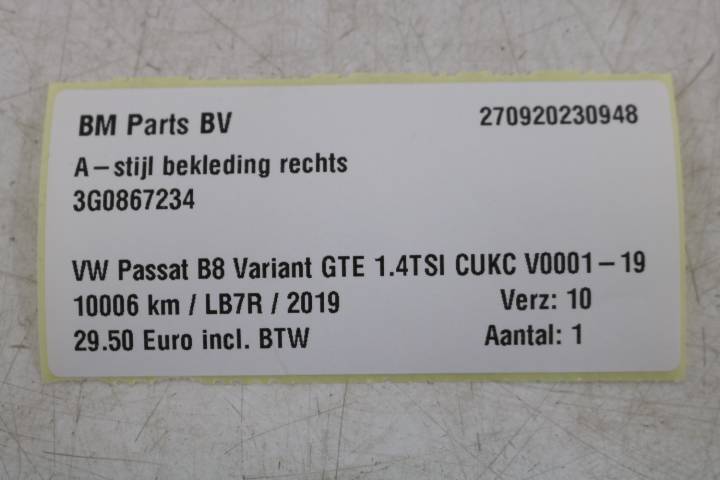 BM Parts BV 270920230948
A-stijl bekleding rechts
3G0867234
VW Passat B8 Variant GTE 1.4TSI CUKC V0001-19
10006 km / LB7R / 2019 Verz: 10
29.50 Euro incl. BTW Aantal: 1